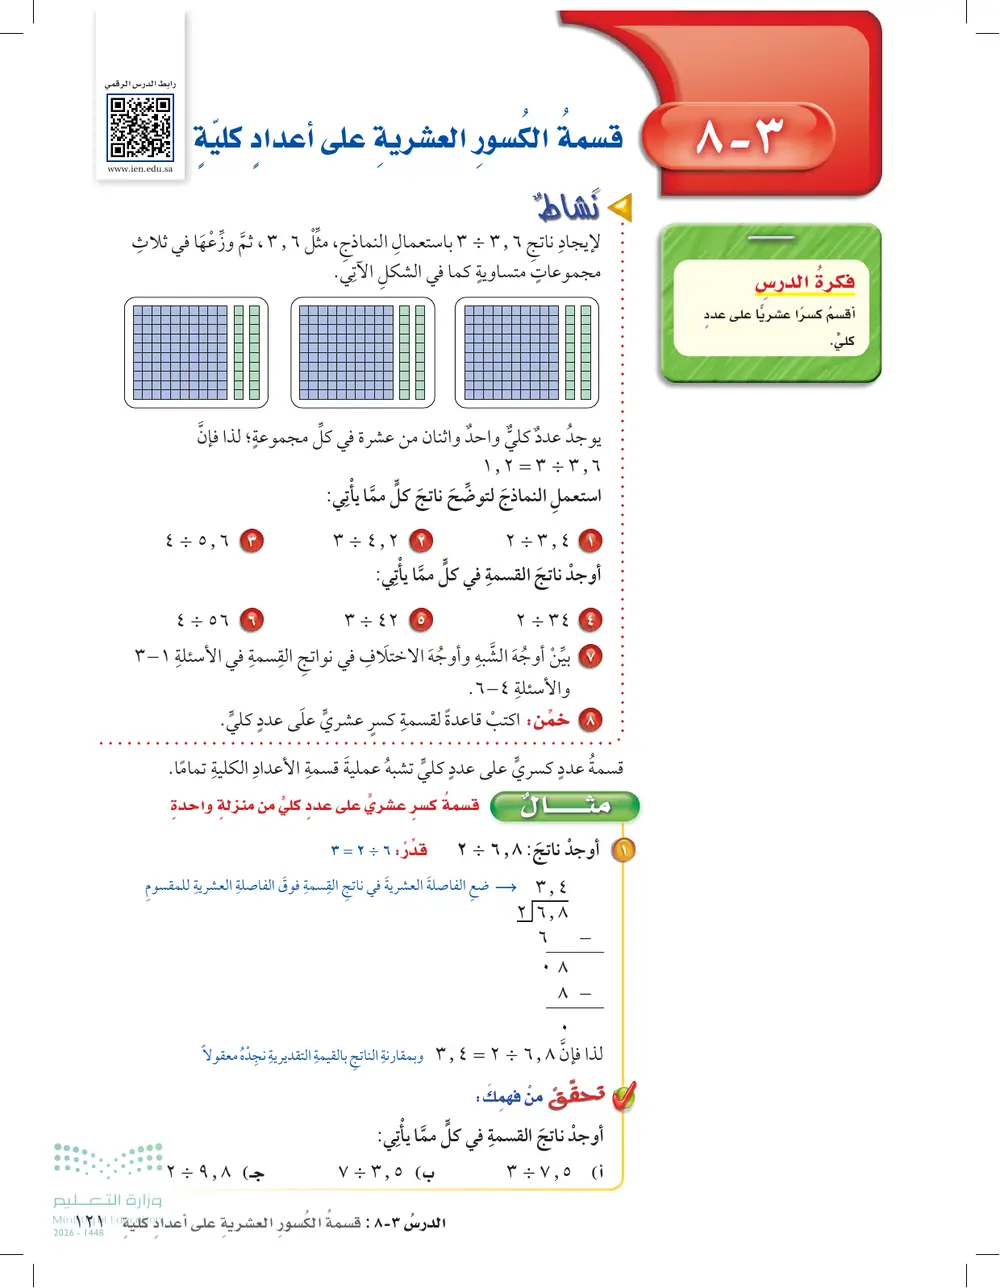 رابط الدرس الرقمي
www.ien.edu.sa
٣-٨
قسمةُ الكُسورِ العشريةِ على أعدادٍ كليّةٍ
نَشاطٌ
لإيجادِ ناتجِ ٣,٦ ÷ ٣ باستعمالِ النماذجِ، مثِّلْ ٣,٦ ، ثمَّ وزِّعْهَا في ثلاثِ
مجموعاتٍ متساويةٍ كما في الشكلِ الآتِي.
فكرةُ الدرسِ
أقسمُ كسرًا عشريًّا على عددٍ
كليٍّ.
يوجدُ عددٌ كليٌّ واحدٌ واثنان من عشرة في كلِّ مجموعةٍ؛ لذا فإنَّ
٣,٦ ÷ ٣ = ١,٢
استعملِ النماذجَ لتوضِّحَ ناتجَ كلٍّ ممَّا يأْتِي:
١ ٣,٤ ÷ ٢ ٢ ٤,٢ ÷ ٣ ٣ ٥,٦ ÷ ٤
أوجدْ ناتجَ القسمةِ في كلٍّ ممَّا يأْتِي:
٤ ٣٤ ÷ ٢ ٥ ٤٢ ÷ ٣ ٦ ٥٦ ÷ ٤
٧ بيِّنْ أوجُهَ الشَّبهِ وأوجُهَ الاختلَافِ في نواتجِ القِسمةِ في الأسئلةِ ١–٣
والأسئلةِ ٤–٦.
٨ خمِّن: اكتبْ قاعدةً لقسمةِ كسرٍ عشريٍّ علَى عددٍ كليٍّ.
قسمةُ عددٍ كسريٍّ على عددٍ كليٍّ تشبهُ عمليةَ قسمةِ الأعدادِ الكليةِ تمامًا.
مثــــال قسمةُ كسرٍ عشريٍّ على عددٍ كليٍّ من منزلةٍ واحدةٍ
١ أوجدْ ناتجَ: ٦,٨ ÷ ٢ قدِّرْ: ٦ ÷ ٢ = ٣
٣,٤ ⟶ ضعِ الفاصلةَ العشريةَ في ناتجِ القِسمةِ فوقَ الفاصلةِ العشريةِ للمقسومِ
٢ ٦,٨
− ٦
٠ ٨
− ٨
٠
لذا فإنَّ ٦,٨ ÷ ٢ = ٣,٤ وبمقارنةِ الناتجِ بالقيمةِ التقديريةِ نجِدْهُ معقولاً
تحقَّقْ منْ فهمِكَ:
أوجدْ ناتجَ القسمةِ في كلٍّ ممَّا يأْتِي:
أ) ٧,٥ ÷ ٣ ب) ٣,٥ ÷ ٧ جـ) ٩,٨ ÷ ٢
وزارة التعـليم
Ministry of Education
2026 - 1448
الدرسُ ٣-٨ : قسمةُ الكُسورِ العشريةِ على أعدادٍ كليةٍ ١٢١